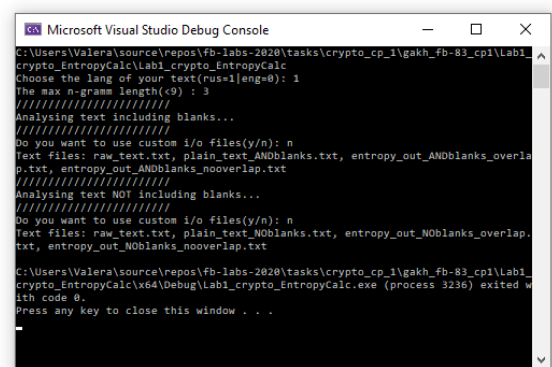 Microsoft Visual Studio Debug Console
C:\Users\Valera\source\repos\fb-labs-2020\tasks\crypto_cp_1\gakh_fb-83_cp1\Lab1_
crypto_EntropyCalc\Lab1_crypto_EntropyCalc
Choose the lang of your text(rus=1|eng=0): 1
The max n-gramm length(<9) : 3
////////////////////////
Analysing text including blanks...
////////////////////////
Do you want to use custom i/o files(y/n): n
Text files: raw_text.txt, plain_text_ANDblanks.txt, entropy_out_ANDblanks_overla
p.txt, entropy_out_ANDblanks_nooverlap.txt
////////////////////////
Analysing text NOT including blanks...
////////////////////////
Do you want to use custom i/o files(y/n): n
Text files: raw_text.txt, plain_text_NOblanks.txt, entropy_out_NOblanks_overlap.
txt, entropy_out_NOblanks_nooverlap.txt
C:\Users\Valera\source\repos\fb-labs-2020\tasks\crypto_cp_1\gakh_fb-83_cp1\Lab1_
crypto_EntropyCalc\x64\Debug\Lab1_crypto_EntropyCalc.exe (process 3236) exited w
ith code 0.
Press any key to close this window . . .